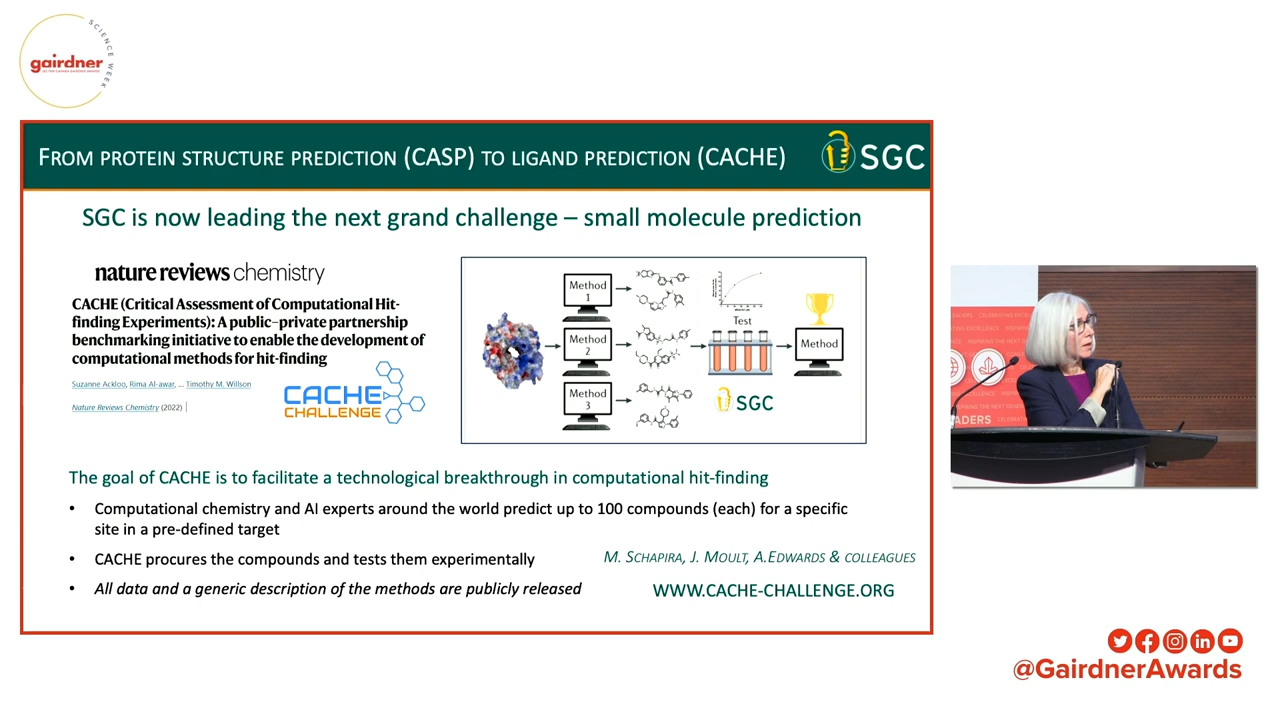 SCIENCE WEEK
gairdner
FROM PROTEIN STRUCTURE PREDICTION (CASP) TO LIGAND PREDICTION (CACHE)
SGC
SGC is now leading the next grand challenge – small molecule prediction
nature reviews chemistry
CACHE (Critical Assessment of Computational Hit-
finding Experiments): A public–private partnership
benchmarking initiative to enable the development of
computational methods for hit-finding
Suzanne Ackloo, Rima Al-awar, ... Timothy M. Willson
Nature Reviews Chemistry (2022)
CACHE
CHALLENGE
Method
1
Method
2
Method
3
Test
SGC
Method
The goal of CACHE is to facilitate a technological breakthrough in computational hit-finding
• Computational chemistry and AI experts around the world predict up to 100 compounds (each) for a specific
site in a pre-defined target
• CACHE procures the compounds and tests them experimentally
• All data and a generic description of the methods are publicly released
M. SCHAPIRA, J. MOULT, A.EDWARDS & COLLEAGUES
WWW.CACHE-CHALLENGE.ORG
ADERS
@GairdnerAwards